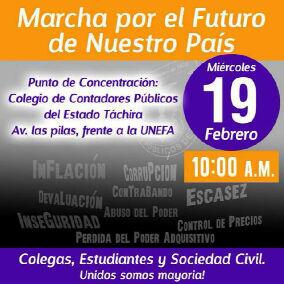 Marcha por el Futuro
de Nuestro País
Punto de Concentración:
Colegio de Contadores Públicos
del Estado Táchira
Av. las pilas, frente a la UNEFA
Miércoles
19
Febrero
10:00 A.M.
InFlación
CorruPCion
DevaLuación
ConTraBando
Escasez
Abuso del Poder
InseGuridad
Control de Precios
Perdida del Poder Adquisitivo
Colegas, Estudiantes y Sociedad Civil.
Unidos somos mayoria!